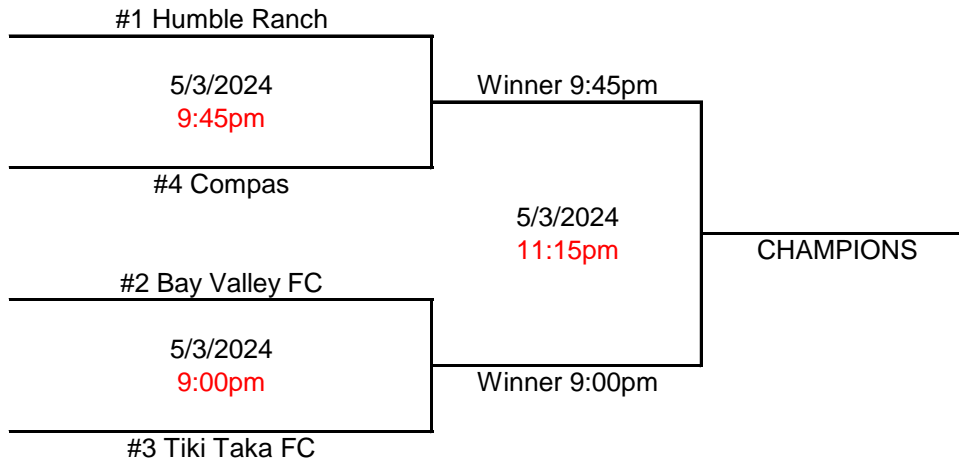 #1 Humble Ranch
5/3/2024
9:45pm
Winner 9:45pm
#4 Compas
5/3/2024
11:15pm
CHAMPIONS
#2 Bay Valley FC
5/3/2024
9:00pm
Winner 9:00pm
#3 Tiki Taka FC